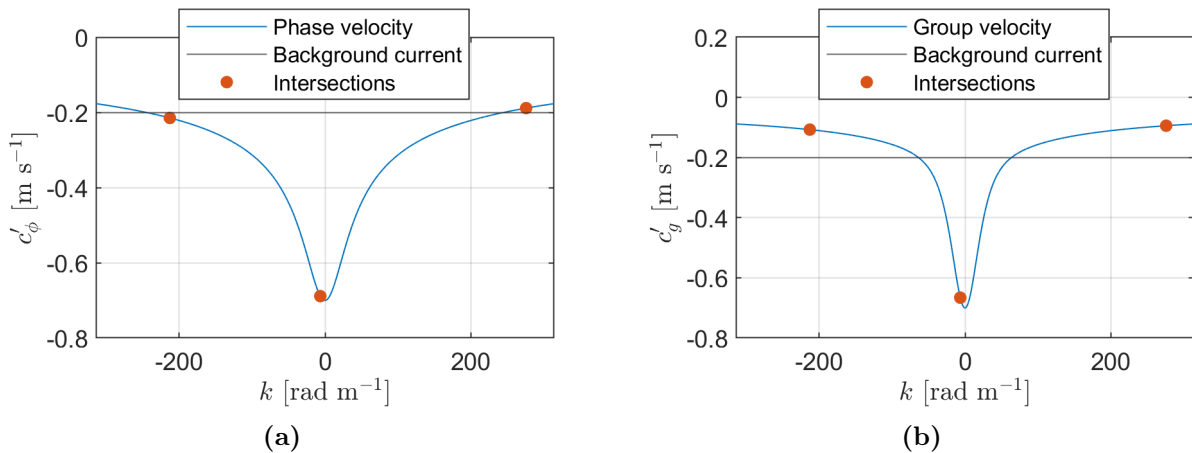 Phase velocity
Background current
Intersections
0
-0.2
-0.4
-0.6
-0.8
c′ϕ [m s⁻¹]
-200
0
200
k [rad m⁻¹]
(a)
Group velocity
Background current
Intersections
0.2
0
-0.2
-0.4
-0.6
-0.8
c′g [m s⁻¹]
-200
0
200
k [rad m⁻¹]
(b)